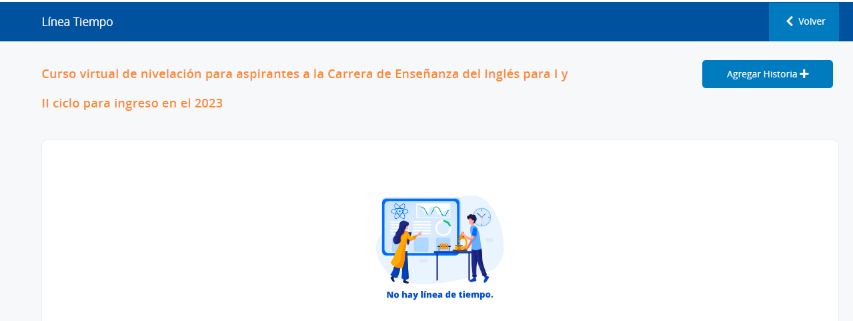 Línea Tiempo
Volver
Curso virtual de nivelación para aspirantes a la Carrera de Enseñanza del Inglés para I y
Agregar Historia
II ciclo para ingreso en el 2023
No hay línea de tiempo.